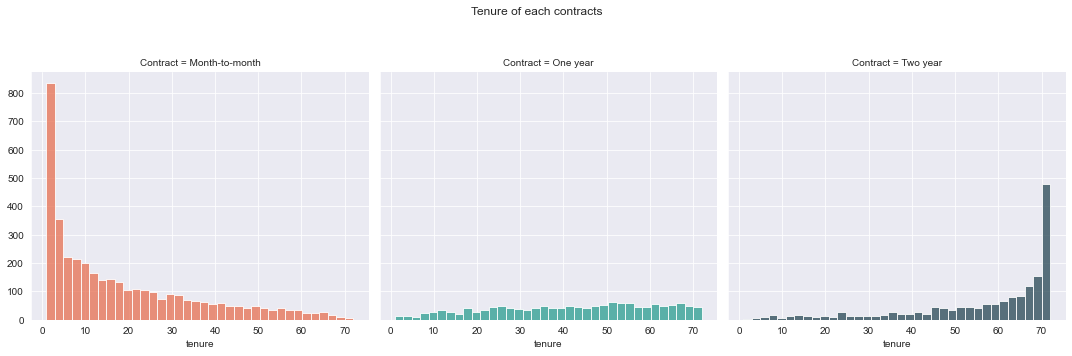 Tenure of each contracts
Contract = Month-to-month
Contract = One year
Contract = Two year
800
700
600
500
400
300
200
100
0
0 10 20 30 40 50 60 70
0 10 20 30 40 50 60 70
0 10 20 30 40 50 60 70
tenure
tenure
tenure